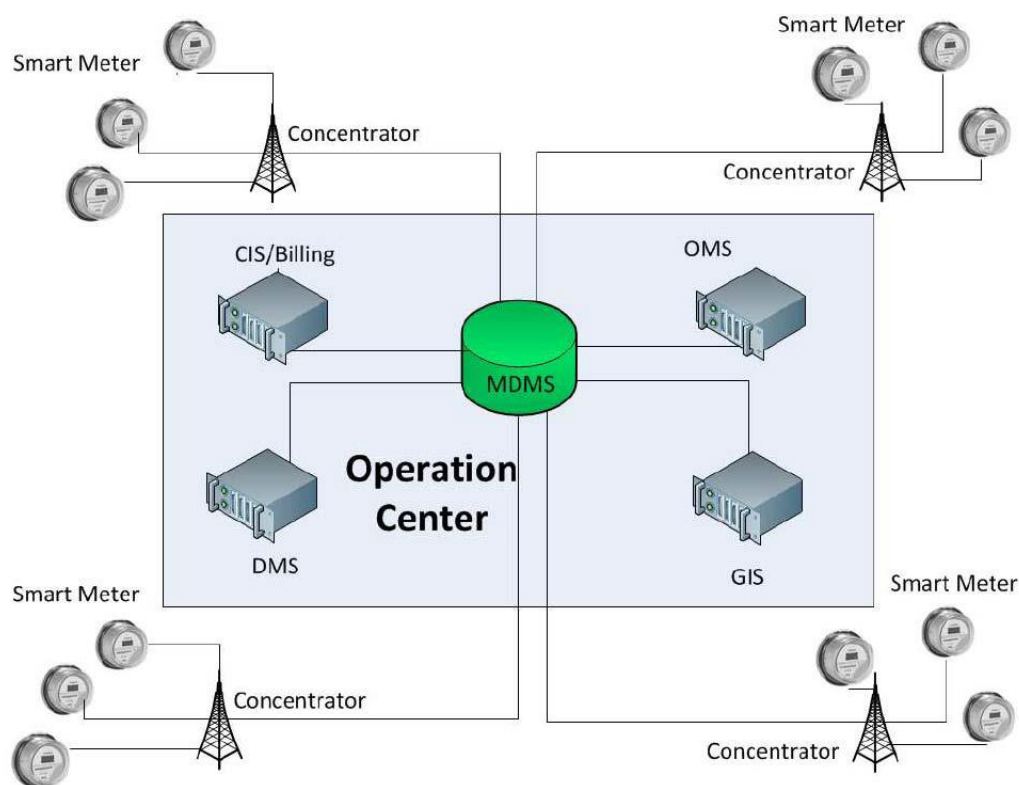 Smart Meter
Smart Meter
Concentrator
Concentrator
CIS/Billing
OMS
MDMS
Operation
Center
DMS
GIS
Smart Meter
Smart Meter
Concentrator
Concentrator